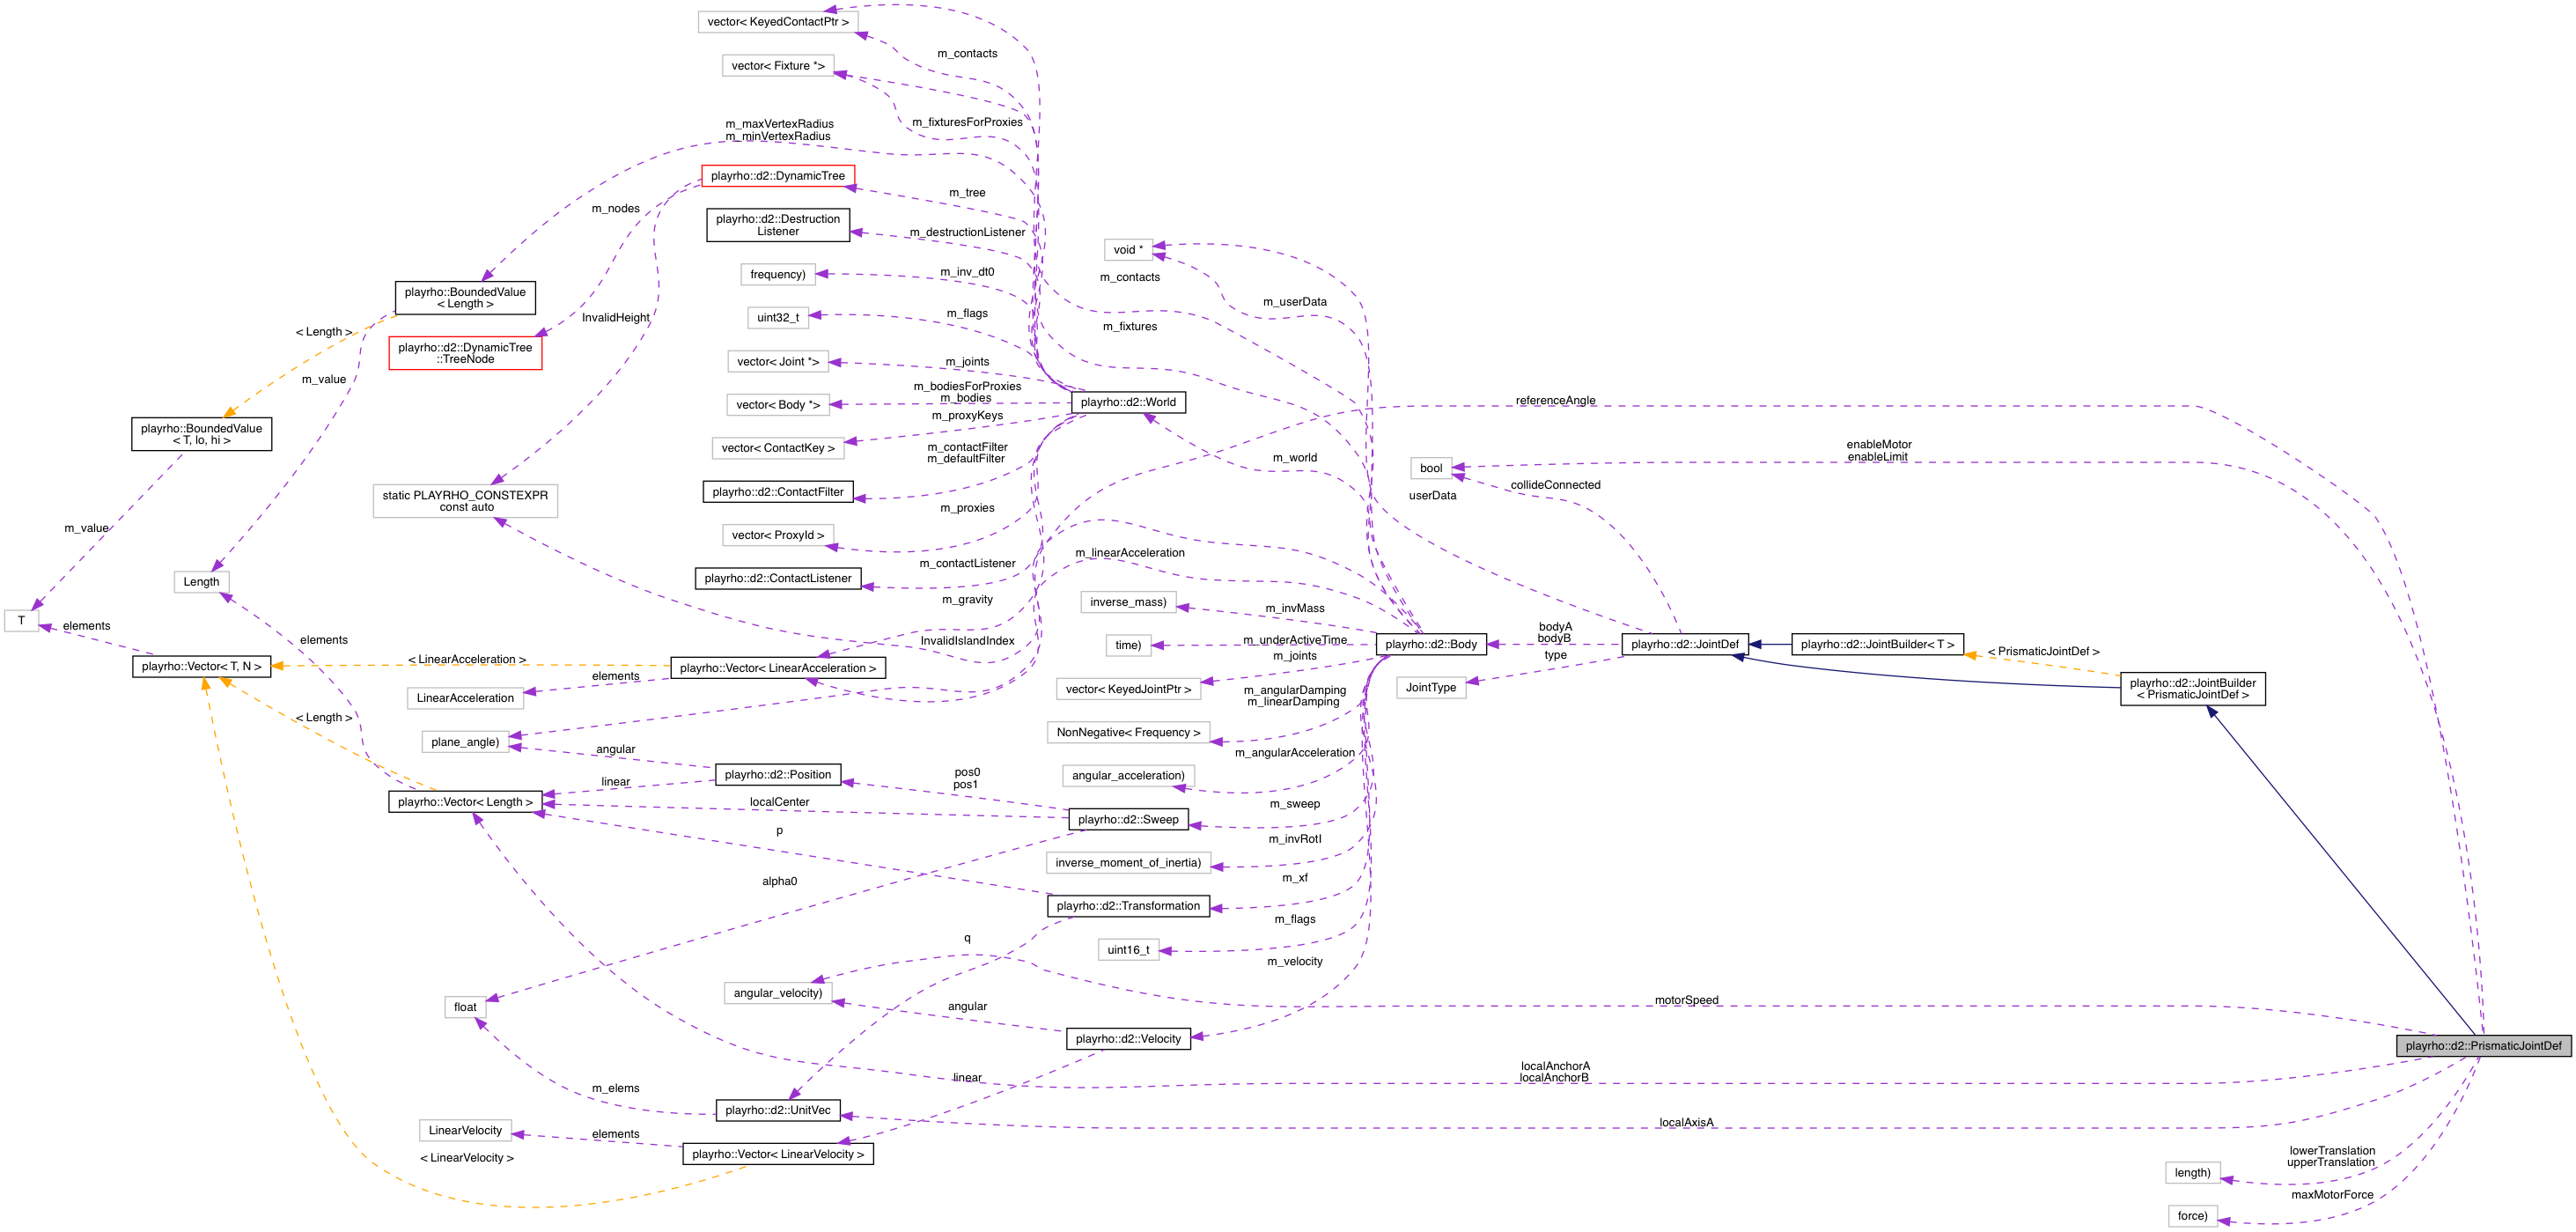 vector< KeyedContactPtr >
m_contacts
vector< Fixture *>
m_fixturesForProxies
m_maxVertexRadius
m_minVertexRadius
playrho::d2::DynamicTree
m_tree
m_nodes
playrho::d2::Destruction
Listener
m_destructionListener
void *
frequency)
m_inv_dt0
m_contacts
playrho::BoundedValue
< Length >
m_userData
uint32_t
m_flags
InvalidHeight
m_fixtures
< Length >
playrho::d2::DynamicTree
::TreeNode
vector< Joint *>
m_joints
m_value
m_bodiesForProxies
m_bodies
vector< Body *>
playrho::d2::World
referenceAngle
m_proxyKeys
playrho::BoundedValue
< T, lo, hi >
vector< ContactKey >
m_contactFilter
m_defaultFilter
m_world
enableMotor
enableLimit
bool
collideConnected
playrho::d2::ContactFilter
userData
static PLAYRHO_CONSTEXPR
const auto
m_proxies
m_value
vector< ProxyId >
m_linearAcceleration
m_contactListener
playrho::d2::ContactListener
Length
m_gravity
inverse_mass)
m_invMass
T
elements
elements
InvalidIslandIndex
time)
m_underActiveTime
playrho::d2::Body
bodyA
bodyB
playrho::d2::JointDef
playrho::d2::JointBuilder< T >
< PrismaticJointDef >
type
m_joints
playrho::Vector< T, N >
< LinearAcceleration >
playrho::Vector< LinearAcceleration >
elements
LinearAcceleration
vector< KeyedJointPtr >
JointType
playrho::d2::JointBuilder
< PrismaticJointDef >
m_angularDamping
m_linearDamping
< Length >
NonNegative< Frequency >
plane_angle)
angular
m_angularAcceleration
playrho::d2::Position
linear
pos0
pos1
angular_acceleration)
playrho::Vector< Length >
localCenter
m_sweep
playrho::d2::Sweep
p
m_invRotI
inverse_moment_of_inertia)
alpha0
m_xf
playrho::d2::Transformation
m_flags
q
uint16_t
m_velocity
angular_velocity)
float
angular
motorSpeed
playrho::d2::Velocity
playrho::d2::PrismaticJointDef
linear
localAnchorA
localAnchorB
m_elems
playrho::d2::UnitVec
localAxisA
LinearVelocity
elements
< LinearVelocity >
playrho::Vector< LinearVelocity >
lowerTranslation
upperTranslation
length)
maxMotorForce
force)